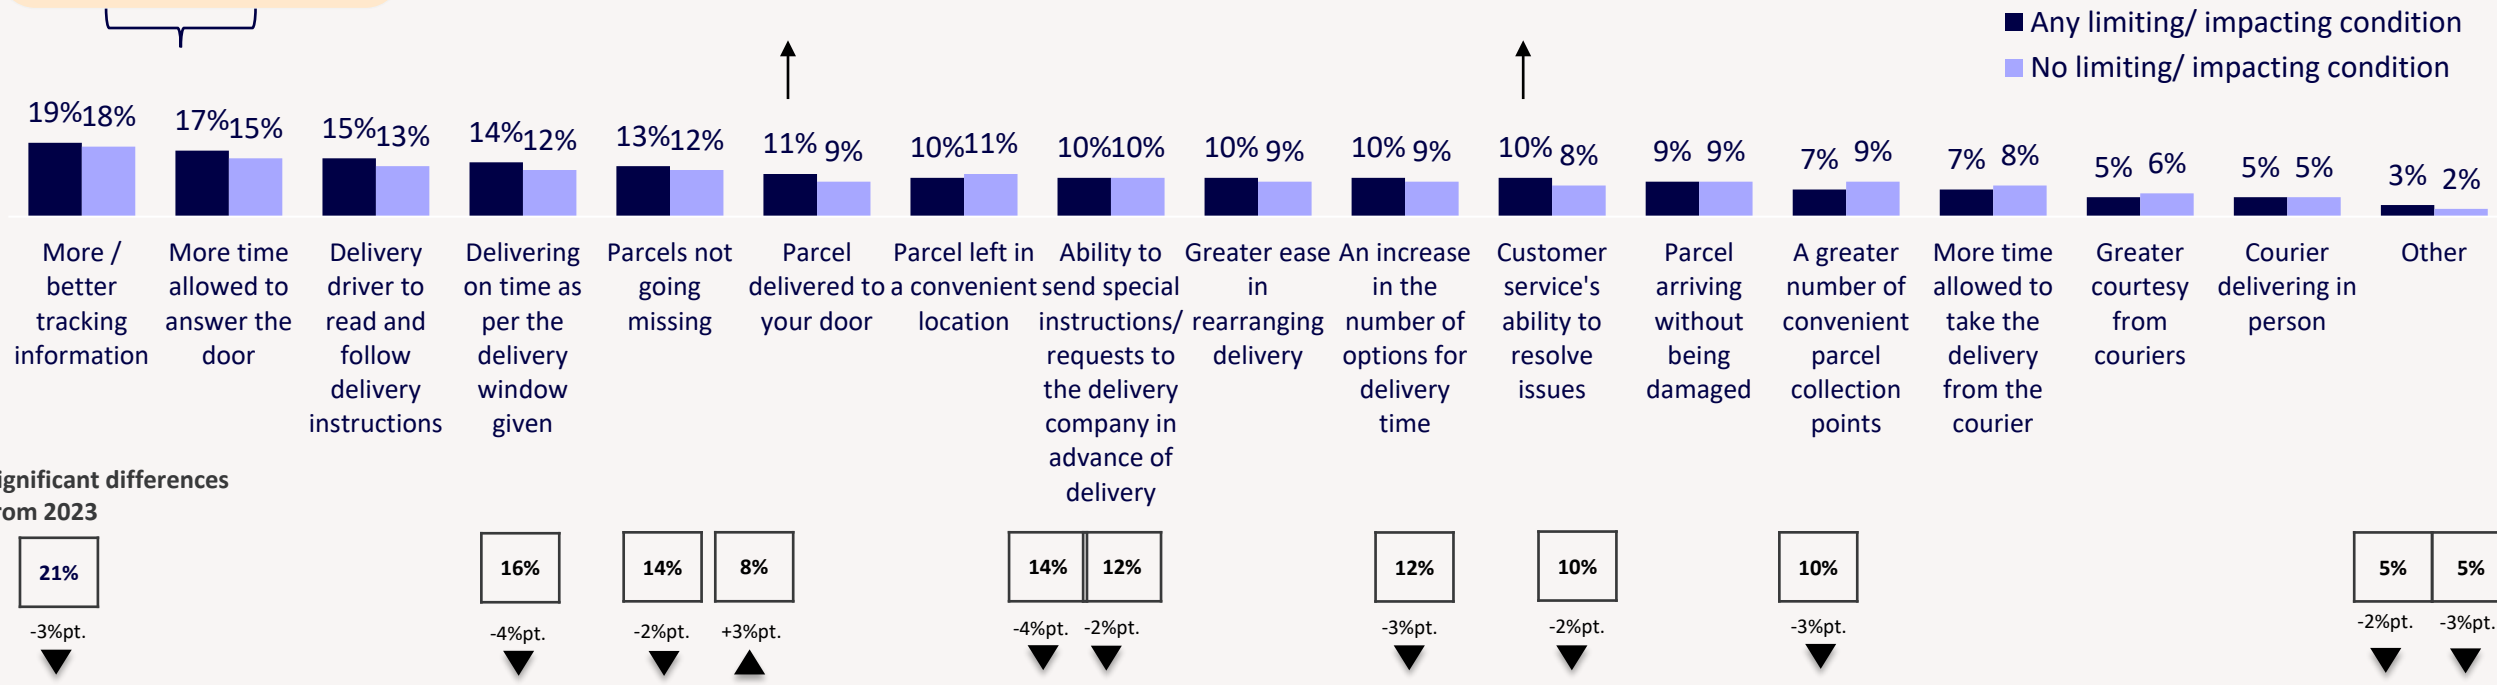 Any limiting/ impacting condition
No limiting/ impacting condition
19% 18% 17% 15% 15% 13% 14% 12% 13% 12% 11% 9% 10% 11% 10% 10% 10% 9% 10% 9% 10% 8% 9% 9% 7% 9% 7% 8% 5% 6% 5% 5% 3% 2%
More /
better
tracking
information
More time
allowed to
answer the
door
Delivery
driver to
read and
follow
delivery
instructions
Delivering
on time as
per the
delivery
window
given
Parcels not
going
missing
Parcel
delivered to
your door
Parcel left in
a convenient
location
Ability to
send special
instructions/
requests to
the delivery
company in
advance of
delivery
Greater ease
in
rearranging
delivery
An increase
in the
number of
options for
delivery
time
Customer
service's
ability to
resolve
issues
Parcel
arriving
without
being
damaged
A greater
number of
convenient
parcel
collection
points
More time
allowed to
take the
delivery
from the
courier
Greater
courtesy
from
couriers
Courier
delivering in
person
Other
ignificant differences
rom 2023
21% 16% 14% 8% 14% 12% 12% 10% 10% 5% 5%
-3%pt. -4%pt. -2%pt. +3%pt. -4%pt. -2%pt. -3%pt. -2%pt. -3%pt. -2%pt. -3%pt.